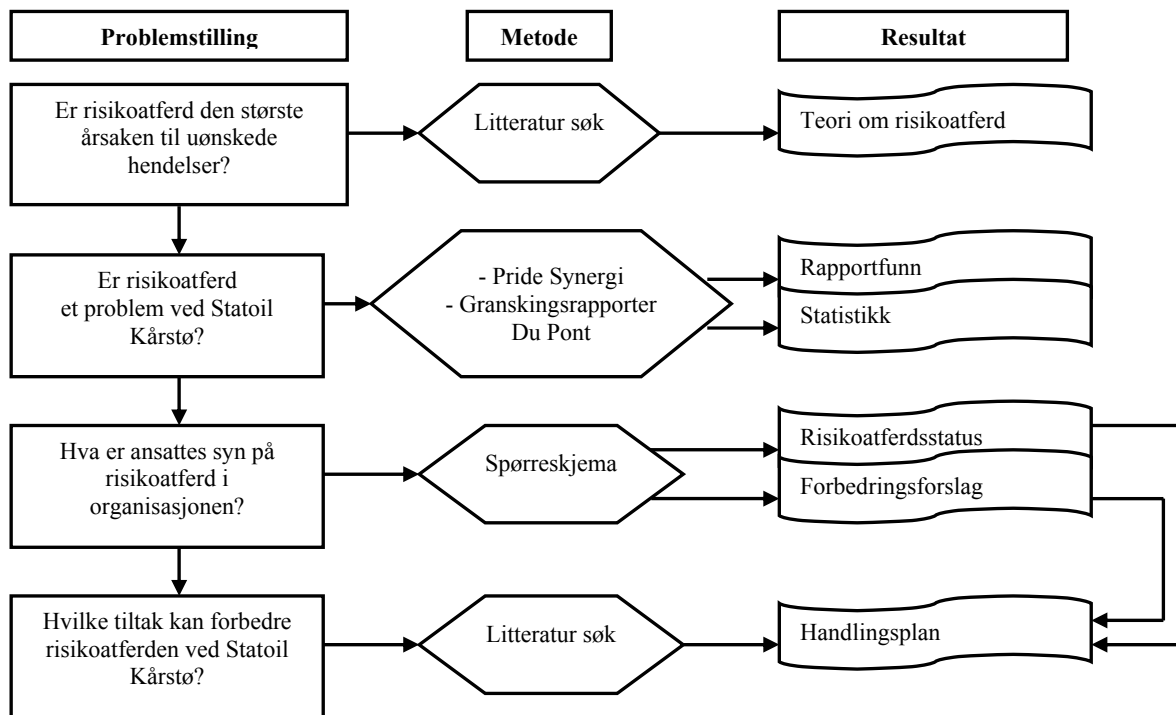 Problemstilling
Metode
Resultat
Er risikoatferd den største
årsaken til uønskede
hendelser?
Litteratur søk
Teori om risikoatferd
Er risikoatferd
et problem ved Statoil
Kårstø?
- Pride Synergi
- Granskingsrapporter
Du Pont
Rapportfunn
Statistikk
Hva er ansattes syn på
risikoatferd i
organisasjonen?
Spørreskjema
Risikoatferdsstatus
Forbedringsforslag
Hvilke tiltak kan forbedre
risikoatferden ved Statoil
Kårstø?
Litteratur søk
Handlingsplan